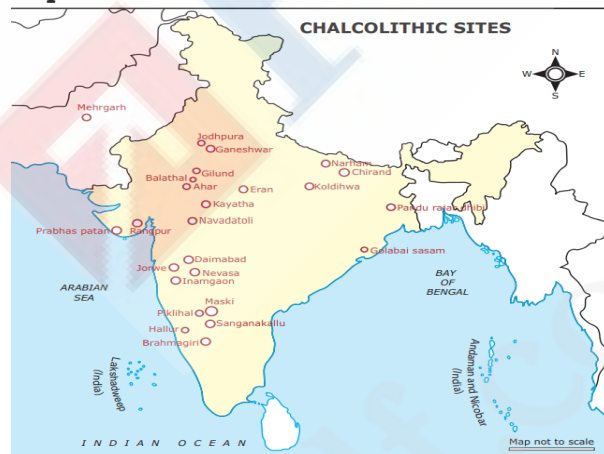 CHALCOLITHIC SITES
N
W E
S
Mehrgarh
Jodhpura
Ganeshwar
Narham
Chirand
Gilund
Balathal
Ahar
Eran
Koldihwa
Kayatha
Pandu rajar dhibi
Navadatoli
Prabhas patan
Rangpur
Golabai sasam
Daimabad
Jorwe
Nevasa
Inamgaon
ARABIAN
SEA
BAY
OF
BENGAL
Maski
Piklihal
Sanganakallu
Hallur
Brahmagiri
Lakshadweep
(India)
Andaman and Nicobar
(India)
INDIAN OCEAN
Map not to scale